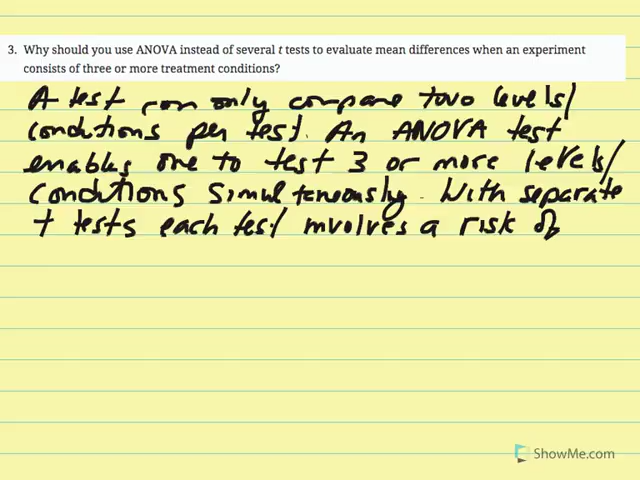 3. Why should you use ANOVA instead of several t tests to evaluate mean differences when an experiment
consists of three or more treatment conditions?
A test can only compare two levels/
conditions per test. An ANOVA test
enables one to test 3 or more levels/
conditions simultaneously. With separate
t tests each test involves a risk of
ShowMe.com